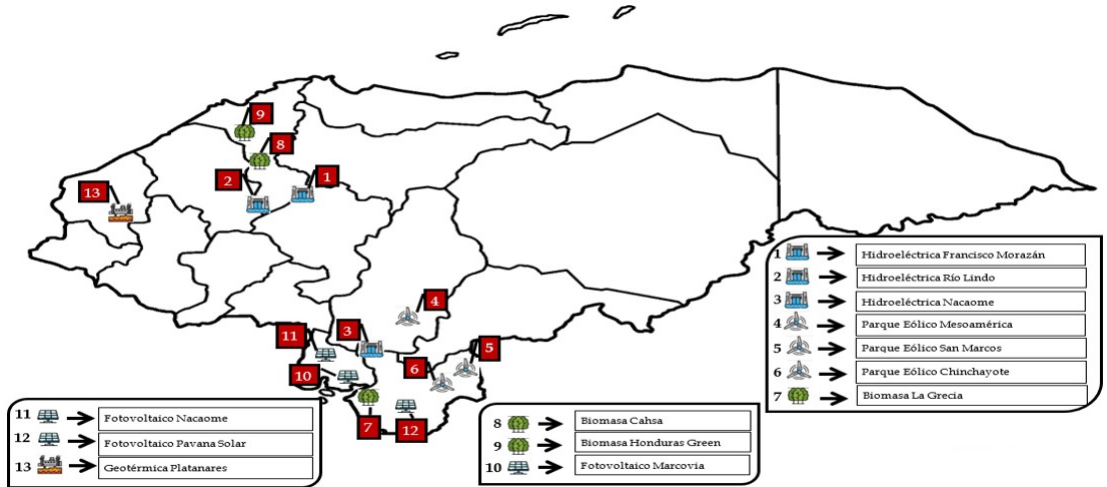 9
8
1
2
13
4
3
11
5
6
10
7
12
1 Hidroeléctrica Francisco Morazán
2 Hidroeléctrica Río Lindo
3 Hidroeléctrica Nacaome
4 Parque Eólico Mesoamérica
5 Parque Eólico San Marcos
6 Parque Eólico Chinchayote
7 Biomasa La Grecia
8 Biomasa Cahsa
9 Biomasa Honduras Green
10 Fotovoltaico Marcovia
11 Fotovoltaico Nacaome
12 Fotovoltaico Pavana Solar
13 Geotérmica Platanares